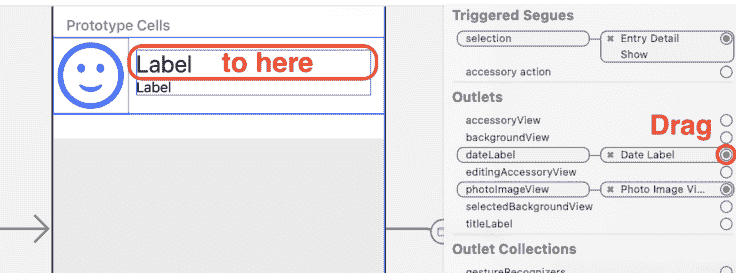 Prototype Cells
Label to here
Label
Triggered Segues
selection Entry Detail
Show
accessory action
Outlets
accessoryView
backgroundView
Drag
dateLabel Date Label
editingAccessoryView
photoImageView Photo Image Vi...
selectedBackgroundView
titleLabel
Outlet Collections
gestureRecognizers